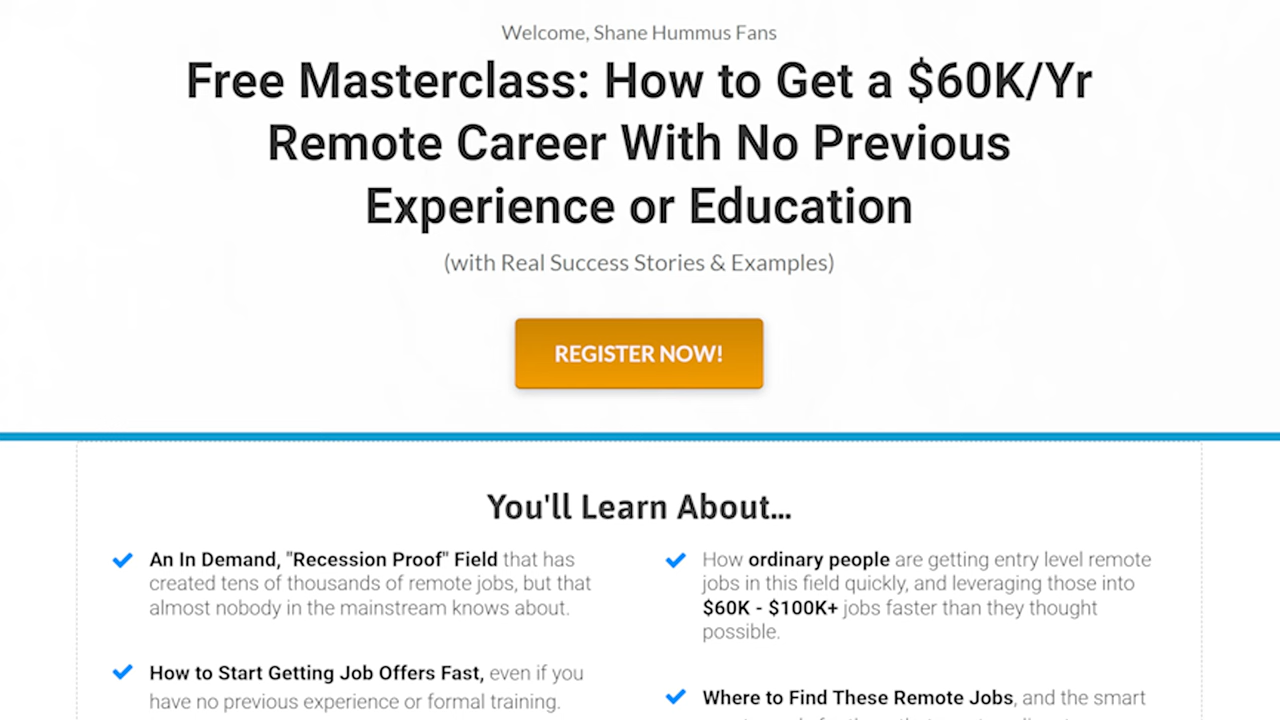 Welcome, Shane Hummus Fans
Free Masterclass: How to Get a $60K/Yr
Remote Career With No Previous
Experience or Education
(with Real Success Stories & Examples)
REGISTER NOW!
You'll Learn About...
An In Demand, "Recession Proof" Field that has
created tens of thousands of remote jobs, but that
almost nobody in the mainstream knows about.
How to Start Getting Job Offers Fast, even if you
have no previous experience or formal training.
How ordinary people are getting entry level remote
jobs in this field quickly, and leveraging those into
$60K - $100K+ jobs faster than they thought
possible.
Where to Find These Remote Jobs, and the smart